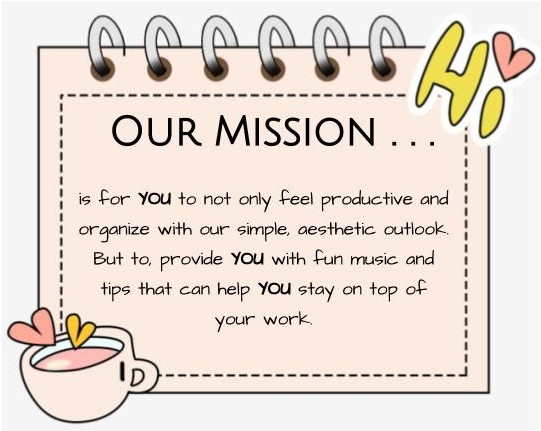 Hi
OUR MISSION . . .
is for YOU to not only feel productive and
organize with our simple, aesthetic outlook.
But to, provide YOU with fun music and
tips that can help YOU stay on top of
your work.